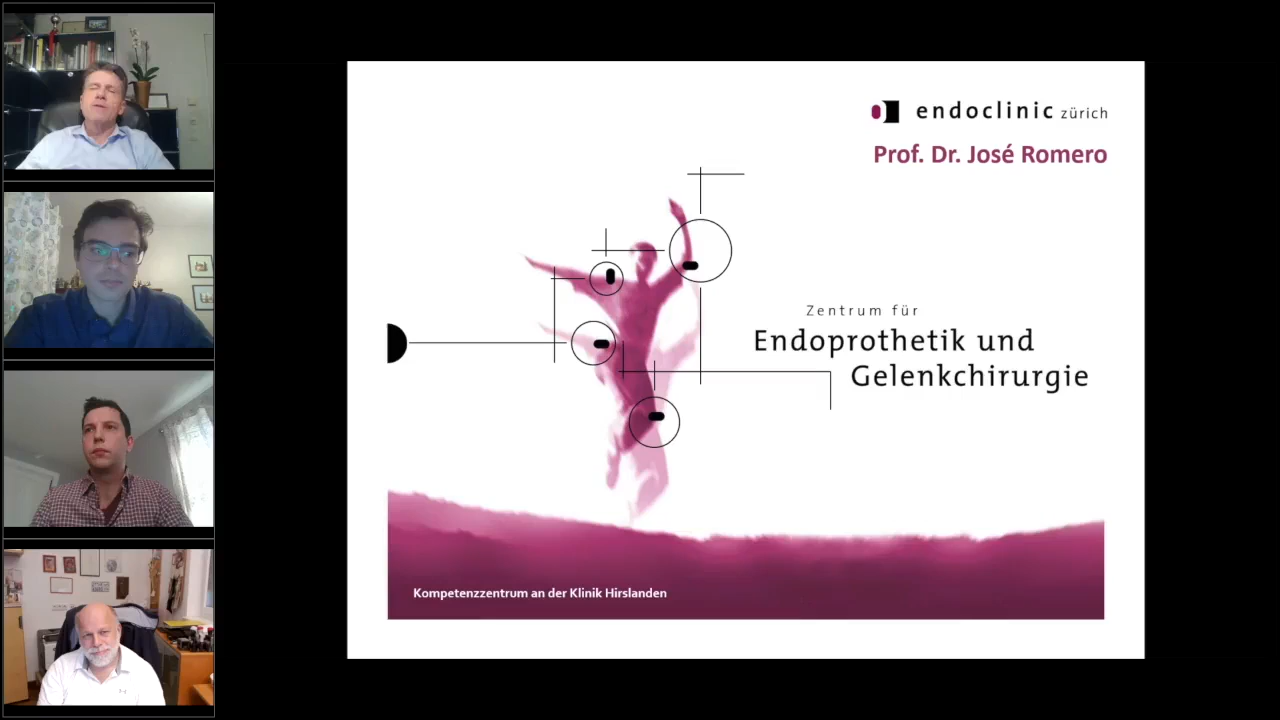 endoclinic zürich
Prof. Dr. José Romero
Zentrum für
Endoprothetik und
Gelenkchirurgie
Kompetenzzentrum an der Klinik Hirslanden